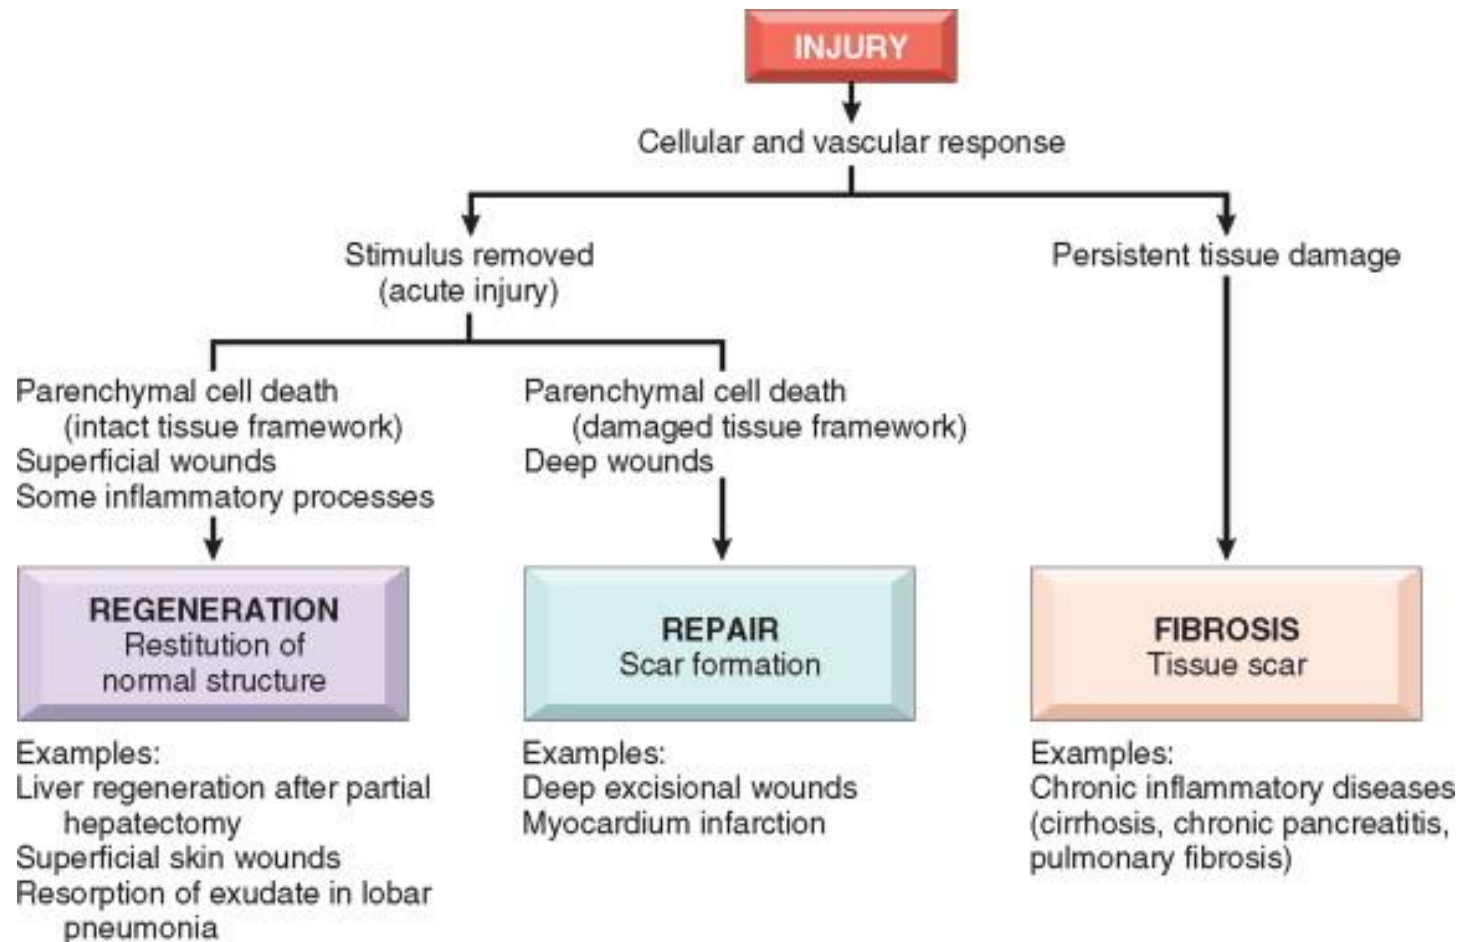 INJURY
Cellular and vascular response
Stimulus removed
(acute injury)
Persistent tissue damage
Parenchymal cell death
(intact tissue framework)
Superficial wounds
Some inflammatory processes
Parenchymal cell death
(damaged tissue framework)
Deep wounds
REGENERATION
Restitution of
normal structure
REPAIR
Scar formation
FIBROSIS
Tissue scar
Examples:
Liver regeneration after partial
hepatectomy
Superficial skin wounds
Resorption of exudate in lobar
pneumonia
Examples:
Deep excisional wounds
Myocardium infarction
Examples:
Chronic inflammatory diseases
(cirrhosis, chronic pancreatitis,
pulmonary fibrosis)